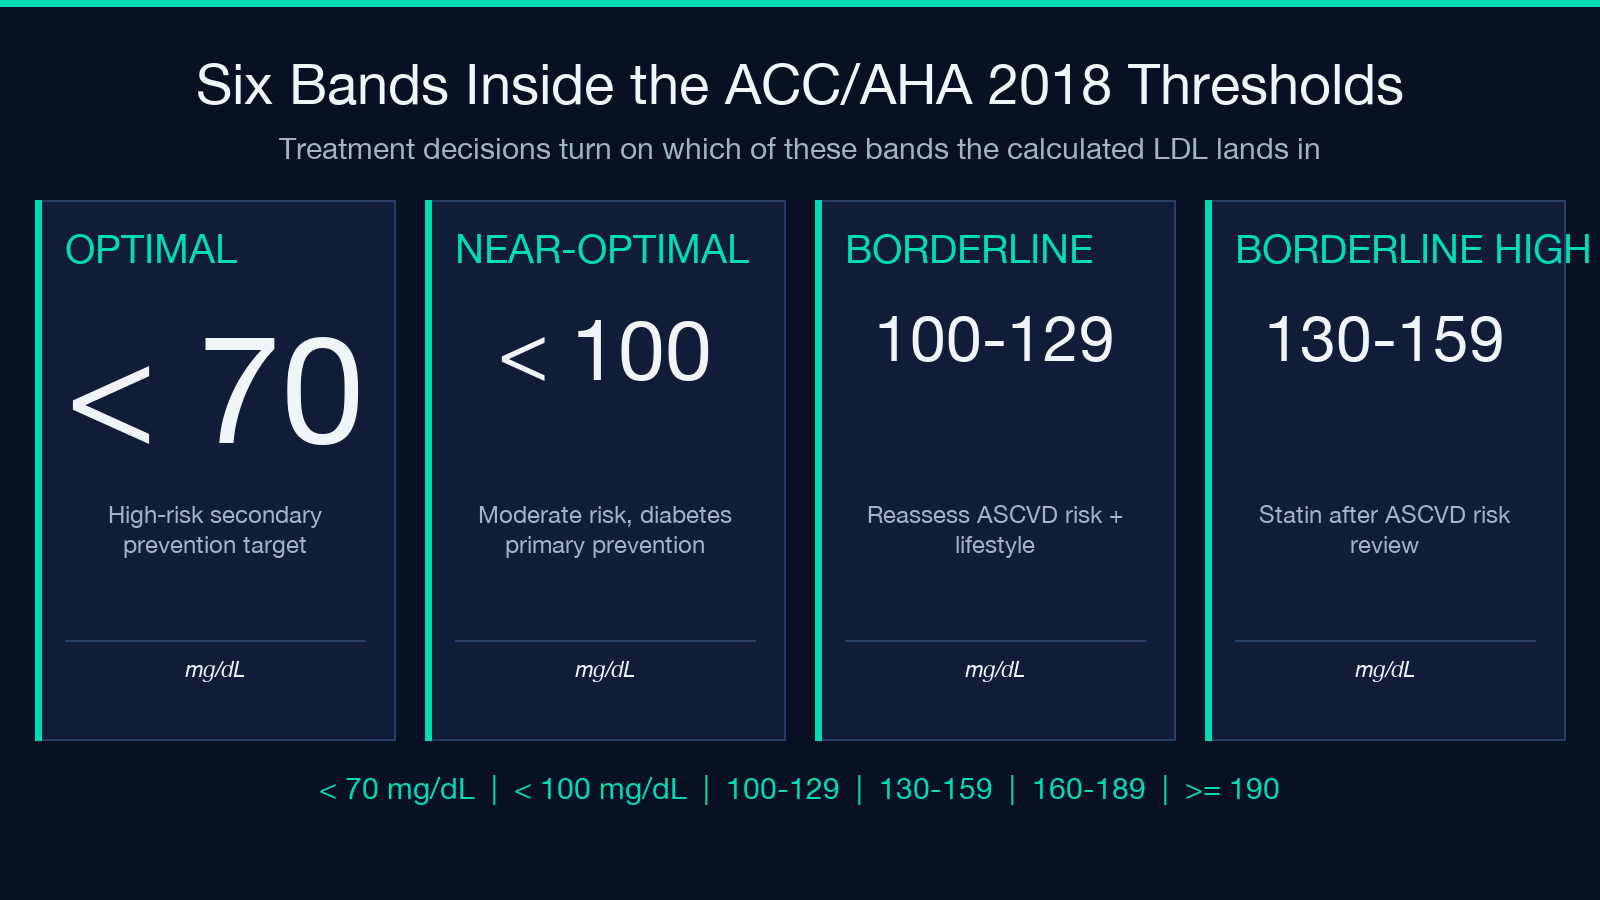 Six Bands Inside the ACC/AHA 2018 Thresholds
Treatment decisions turn on which of these bands the calculated LDL lands in
OPTIMAL
< 70
High-risk secondary
prevention target
mg/dL
NEAR-OPTIMAL
< 100
Moderate risk, diabetes
primary prevention
mg/dL
BORDERLINE
100-129
Reassess ASCVD risk +
lifestyle
mg/dL
BORDERLINE HIGH
130-159
Statin after ASCVD risk
review
mg/dL
< 70 mg/dL | < 100 mg/dL | 100-129 | 130-159 | 160-189 | >= 190